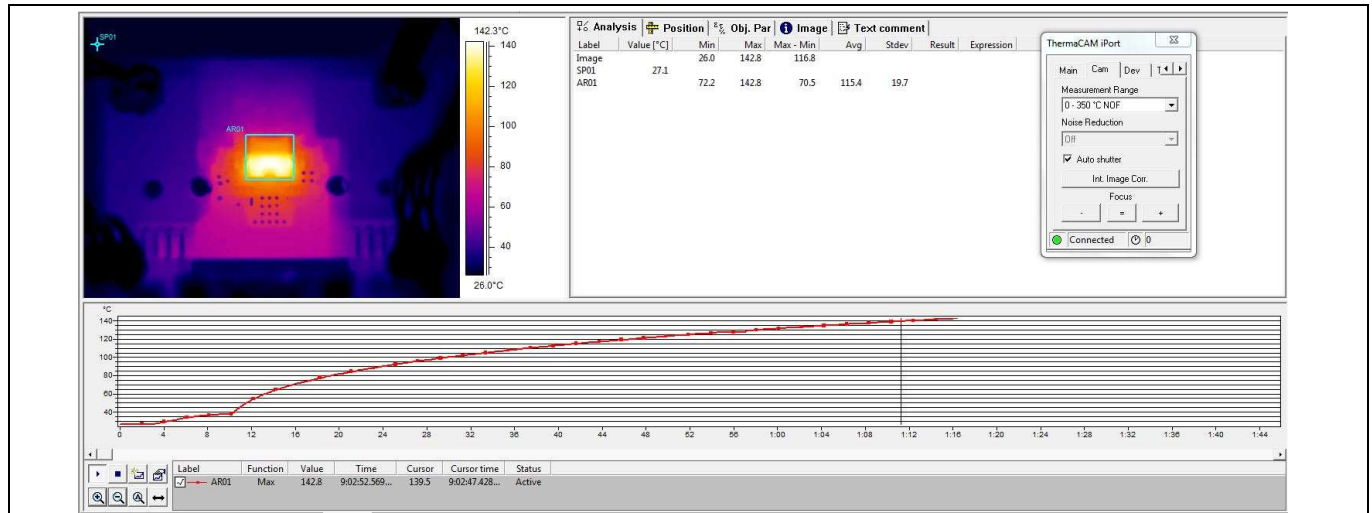 SP01
AR01
142.3°C
140
120
100
80
60
40
26.0°C
Analysis Position Obj. Par Image Text comment
Label Value [°C] Min Max Max - Min Avg Stdev Result Expression
Image 26.0 142.8 116.8
SP01 27.1
AR01 72.2 142.8 70.5 115.4 19.7
ThermaCAM iPort
Main Cam Dev
Measurement Range
0 - 350 °C NOF
Noise Reduction
Off
Auto shutter
Int. Image Corr.
Focus
- = +
Connected 0
°C
140
120
100
80
60
40
0 4 8 12 16 20 24 28 32 36 40 44 48 52 56 1:00 1:04 1:08 1:12 1:16 1:20 1:24 1:28 1:32 1:36 1:40 1:44
Label Function Value Time Cursor Cursor time Status
AR01 Max 142.8 9:02:52.569... 139.5 9:02:47.428... Active